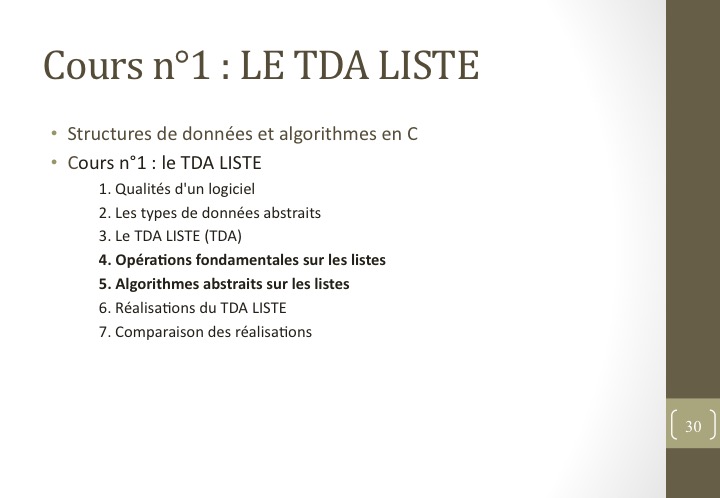 Cours n°1 : LE TDA LISTE
• Structures de données et algorithmes en C
• Cours n°1 : le TDA LISTE
1. Qualités d'un logiciel
2. Les types de données abstraits
3. Le TDA LISTE (TDA)
4. Opérations fondamentales sur les listes
5. Algorithmes abstraits sur les listes
6. Réalisations du TDA LISTE
7. Comparaison des réalisations
30